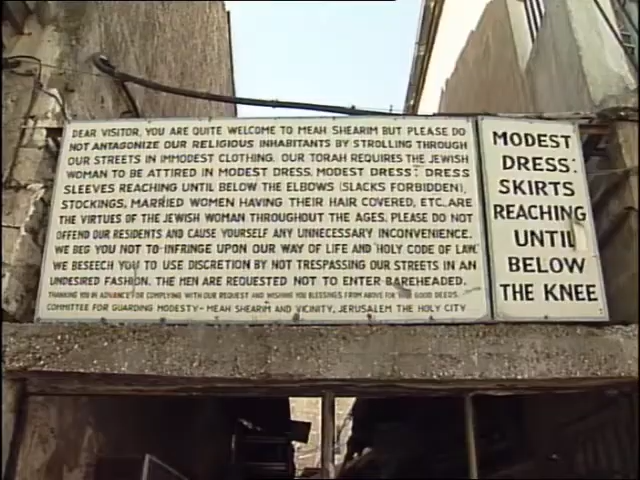 DEAR VISITOR, YOU ARE QUITE WELCOME TO MEAH SHEARIM BUT PLEASE DO
NOT ANTAGONIZE OUR RELIGIOUS INHABITANTS BY STROLLING THROUGH
OUR STREETS IN IMMODEST CLOTHING. OUR TORAH REQUIRES THE JEWISH
WOMAN TO BE ATTIRED IN MODEST DRESS. MODEST DRESS: DRESS
SLEEVES REACHING UNTIL BELOW THE ELBOWS (SLACKS FORBIDDEN),
STOCKINGS, MARRIED WOMEN HAVING THEIR HAIR COVERED, ETC. ARE
THE VIRTUES OF THE JEWISH WOMAN THROUGHOUT THE AGES. PLEASE DO NOT
OFFEND OUR RESIDENTS AND CAUSE YOURSELF ANY UNNECESSARY INCONVENIENCE.
WE BEG YOU NOT TO-INFRINGE UPON OUR WAY OF LIFE AND HOLY CODE OF LAW.
WE BESEECH YOU TO USE DISCRETION BY NOT TRESPASSING OUR STREETS IN AN
UNDESIRED FASHION. THE MEN ARE REQUESTED NOT TO ENTER BAREHEADED.
THANKING YOU IN ADVANCE FOR COMPLYING WITH OUR REQUEST AND WISHING YOU BLESSINGS FROM ABOVE FOR YOUR GOOD DEEDS.
COMMITTEE FOR GUARDING MODESTY- MEAH SHEARIM AND VICINITY, JERUSALEM THE HOLY CITY
MODEST
DRESS:
SKIRTS
REACHING
UNTIL
BELOW
THE KNEE